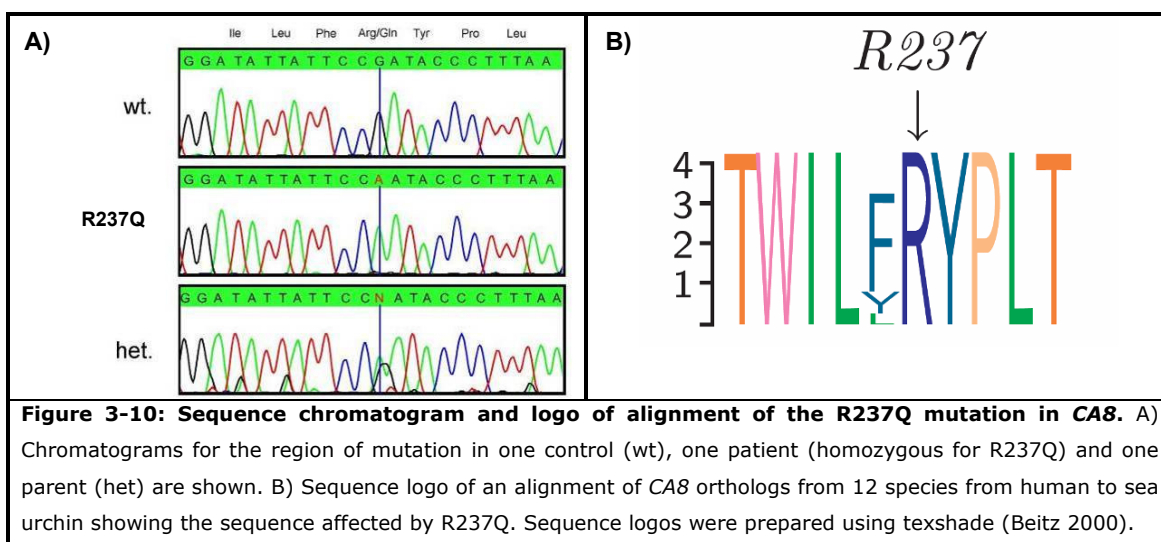 A)
Ile Leu Phe Arg/Gln Tyr Pro Leu
wt.
G G A T A T T A T T C C G A T A C C C T T T A A
R237Q
G G A T A T T A T T C C A A T A C C C T T T A A
het.
G G A T A T T A T T C C N A T A C C C T T T A A
B)
R237
4
3
2
1
TWILFRYPLT
Y
L
Figure 3-10: Sequence chromatogram and logo of alignment of the R237Q mutation in CA8. A)
Chromatograms for the region of mutation in one control (wt), one patient (homozygous for R237Q) and one
parent (het) are shown. B) Sequence logo of an alignment of CA8 orthologs from 12 species from human to sea
urchin showing the sequence affected by R237Q. Sequence logos were prepared using texshade (Beitz 2000).